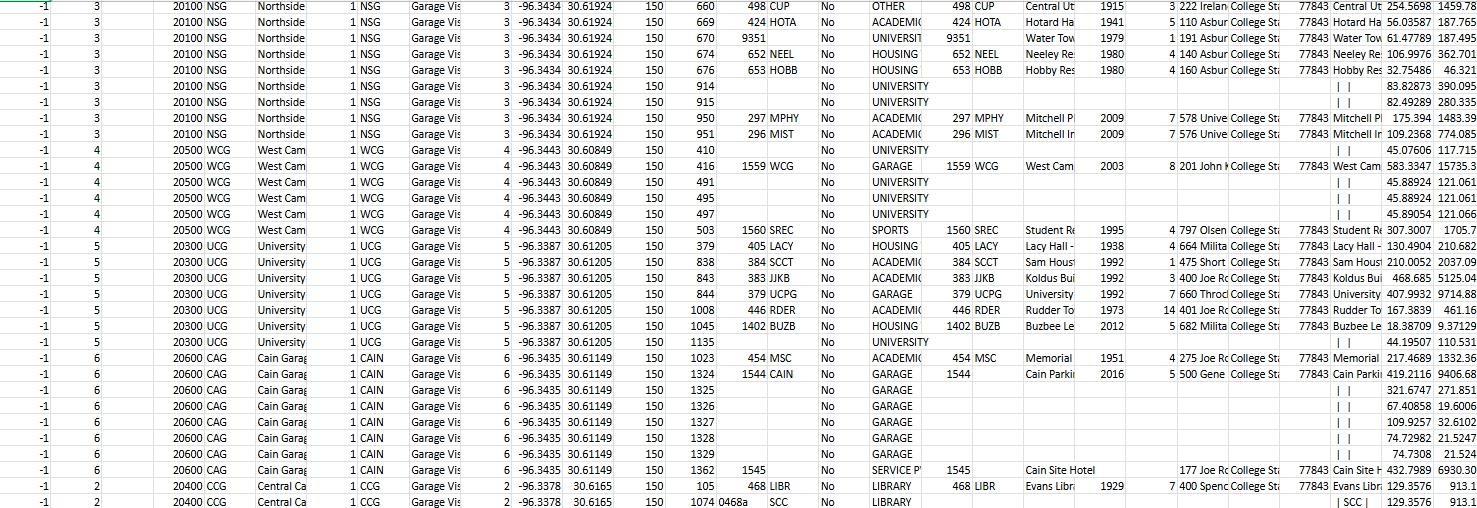 -1 3 20100 NSG Northside 1 NSG Garage Vis 3 -96.3434 30.61924 150 660 498 CUP No OTHER 498 CUP Central Ut 1915 3 222 Irelan College Sta 77843 Central Ut 254.5698 1459.78
-1 3 20100 NSG Northside 1 NSG Garage Vis 3 -96.3434 30.61924 150 669 424 HOTA No ACADEMIC 424 HOTA Hotard Ha 1941 5 110 Asbur College Sta 77843 Hotard Ha 56.03587 187.765
-1 3 20100 NSG Northside 1 NSG Garage Vis 3 -96.3434 30.61924 150 670 9351 No UNIVERSIT 9351 Water Tow 1979 1 191 Asbur College Sta 77843 Water Tow 61.47789 187.495
-1 3 20100 NSG Northside 1 NSG Garage Vis 3 -96.3434 30.61924 150 674 652 NEEL No HOUSING 652 NEEL Neeley Re 1980 4 140 Asbur College Sta 77843 Neeley Re 106.9976 362.701
-1 3 20100 NSG Northside 1 NSG Garage Vis 3 -96.3434 30.61924 150 676 653 HOBB No HOUSING 653 HOBB Hobby Res 1980 4 160 Asbur College Sta 77843 Hobby Res 32.75486 46.321
-1 3 20100 NSG Northside 1 NSG Garage Vis 3 -96.3434 30.61924 150 914 No UNIVERSITY | | 83.82873 390.095
-1 3 20100 NSG Northside 1 NSG Garage Vis 3 -96.3434 30.61924 150 915 No UNIVERSITY | | 82.49289 280.335
-1 3 20100 NSG Northside 1 NSG Garage Vis 3 -96.3434 30.61924 150 950 297 MPHY No ACADEMIC 297 MPHY Mitchell P 2009 7 578 Unive College Sta 77843 Mitchell P 175.394 1483.39
-1 3 20100 NSG Northside 1 NSG Garage Vis 3 -96.3434 30.61924 150 951 296 MIST No ACADEMIC 296 MIST Mitchell In 2009 7 576 Unive College Sta 77843 Mitchell In 109.2368 774.085
-1 4 20500 WCG West Cam 1 WCG Garage Vis 4 -96.3443 30.60849 150 410 No UNIVERSITY | | 45.07606 117.715
-1 4 20500 WCG West Cam 1 WCG Garage Vis 4 -96.3443 30.60849 150 416 1559 WCG No GARAGE 1559 WCG West Cam 2003 8 201 John K College Sta 77843 West Cam 583.3347 15735.3
-1 4 20500 WCG West Cam 1 WCG Garage Vis 4 -96.3443 30.60849 150 491 No UNIVERSITY | | 45.88924 121.061
-1 4 20500 WCG West Cam 1 WCG Garage Vis 4 -96.3443 30.60849 150 495 No UNIVERSITY | | 45.88924 121.061
-1 4 20500 WCG West Cam 1 WCG Garage Vis 4 -96.3443 30.60849 150 497 No UNIVERSITY | | 45.89054 121.066
-1 4 20500 WCG West Cam 1 WCG Garage Vis 4 -96.3443 30.60849 150 503 1560 SREC No SPORTS 1560 SREC Student Re 1995 4 797 Olsen College Sta 77843 Student Re 307.3007 1705.7
-1 5 20300 UCG University 1 UCG Garage Vis 5 -96.3387 30.61205 150 379 405 LACY No HOUSING 405 LACY Lacy Hall - 1938 4 664 Milita College Sta 77843 Lacy Hall - 130.4904 210.682
-1 5 20300 UCG University 1 UCG Garage Vis 5 -96.3387 30.61205 150 838 384 SCCT No ACADEMIC 384 SCCT Sam Hous 1992 1 475 Short College Sta 77843 Sam Hous 210.0052 2037.09
-1 5 20300 UCG University 1 UCG Garage Vis 5 -96.3387 30.61205 150 843 383 JJKB No ACADEMIC 383 JJKB Koldus Bui 1992 3 400 Joe Ro College Sta 77843 Koldus Bui 468.685 5125.04
-1 5 20300 UCG University 1 UCG Garage Vis 5 -96.3387 30.61205 150 844 379 UCPG No GARAGE 379 UCPG University 1992 7 660 Throc College Sta 77843 University 407.9932 9714.88
-1 5 20300 UCG University 1 UCG Garage Vis 5 -96.3387 30.61205 150 1008 446 RDER No ACADEMIC 446 RDER Rudder To 1973 14 401 Joe Ro College Sta 77843 Rudder To 167.3839 461.16
-1 5 20300 UCG University 1 UCG Garage Vis 5 -96.3387 30.61205 150 1045 1402 BUZB No HOUSING 1402 BUZB Buzbee Le 2012 5 682 Milita College Sta 77843 Buzbee Le 18.38709 9.37129
-1 5 20300 UCG University 1 UCG Garage Vis 5 -96.3387 30.61205 150 1135 No UNIVERSITY | | 44.19507 110.531
-1 6 20600 CAG Cain Garag 1 CAIN Garage Vis 6 -96.3435 30.61149 150 1023 454 MSC No ACADEMIC 454 MSC Memorial 1951 4 275 Joe Ro College Sta 77843 Memorial 217.4689 1332.36
-1 6 20600 CAG Cain Garag 1 CAIN Garage Vis 6 -96.3435 30.61149 150 1324 1544 CAIN No GARAGE 1544 Cain Parki 2016 5 500 Gene College Sta 77843 Cain Parki 419.2116 9406.68
-1 6 20600 CAG Cain Garag 1 CAIN Garage Vis 6 -96.3435 30.61149 150 1325 No GARAGE | | 321.6747 271.851
-1 6 20600 CAG Cain Garag 1 CAIN Garage Vis 6 -96.3435 30.61149 150 1326 No GARAGE | | 67.40858 19.6006
-1 6 20600 CAG Cain Garag 1 CAIN Garage Vis 6 -96.3435 30.61149 150 1327 No GARAGE | | 109.9257 32.6102
-1 6 20600 CAG Cain Garag 1 CAIN Garage Vis 6 -96.3435 30.61149 150 1328 No GARAGE | | 74.72982 21.5247
-1 6 20600 CAG Cain Garag 1 CAIN Garage Vis 6 -96.3435 30.61149 150 1329 No GARAGE | | 74.7308 21.524
-1 6 20600 CAG Cain Garag 1 CAIN Garage Vis 6 -96.3435 30.61149 150 1362 1545 No SERVICE P 1545 Cain Site Hotel 177 Joe Ro College Sta 77843 Cain Site H 432.7989 6930.30
-1 2 20400 CCG Central Ca 1 CCG Garage Vis 2 -96.3378 30.6165 150 105 468 LIBR No LIBRARY 468 LIBR Evans Libra 1929 7 400 Spenc College Sta 77843 Evans Libra 129.3576 913.1
-1 2 20400 CCG Central Ca 1 CCG Garage Vis 2 -96.3378 30.6165 150 1074 0468a SCC No LIBRARY | SCC | 129.3576 913.1